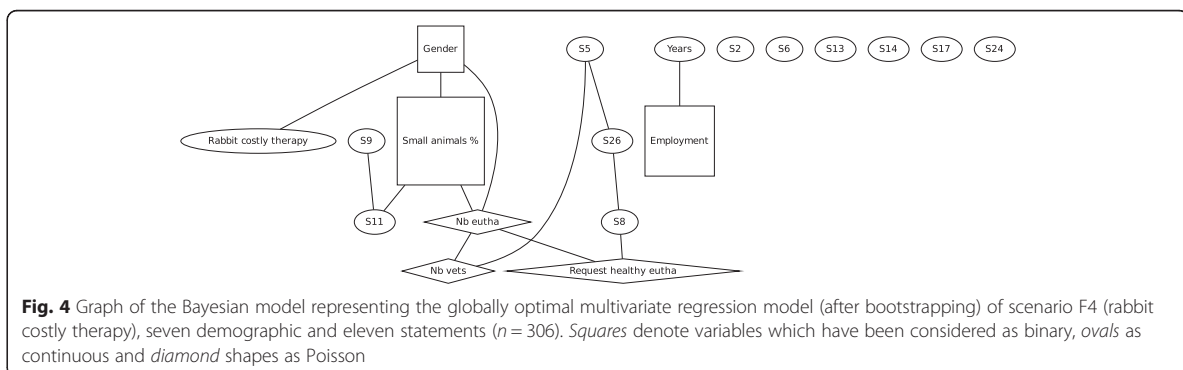 Gender
S5
Years
S2
S6
S13
S14
S17
S24
Rabbit costly therapy
S9
Small animals %
S26
Employment
S11
Nb eutha
S8
Nb vets
Request healthy eutha
Fig. 4 Graph of the Bayesian model representing the globally optimal multivariate regression model (after bootstrapping) of scenario F4 (rabbit
costly therapy), seven demographic and eleven statements (n = 306). Squares denote variables which have been considered as binary, ovals as
continuous and diamond shapes as Poisson